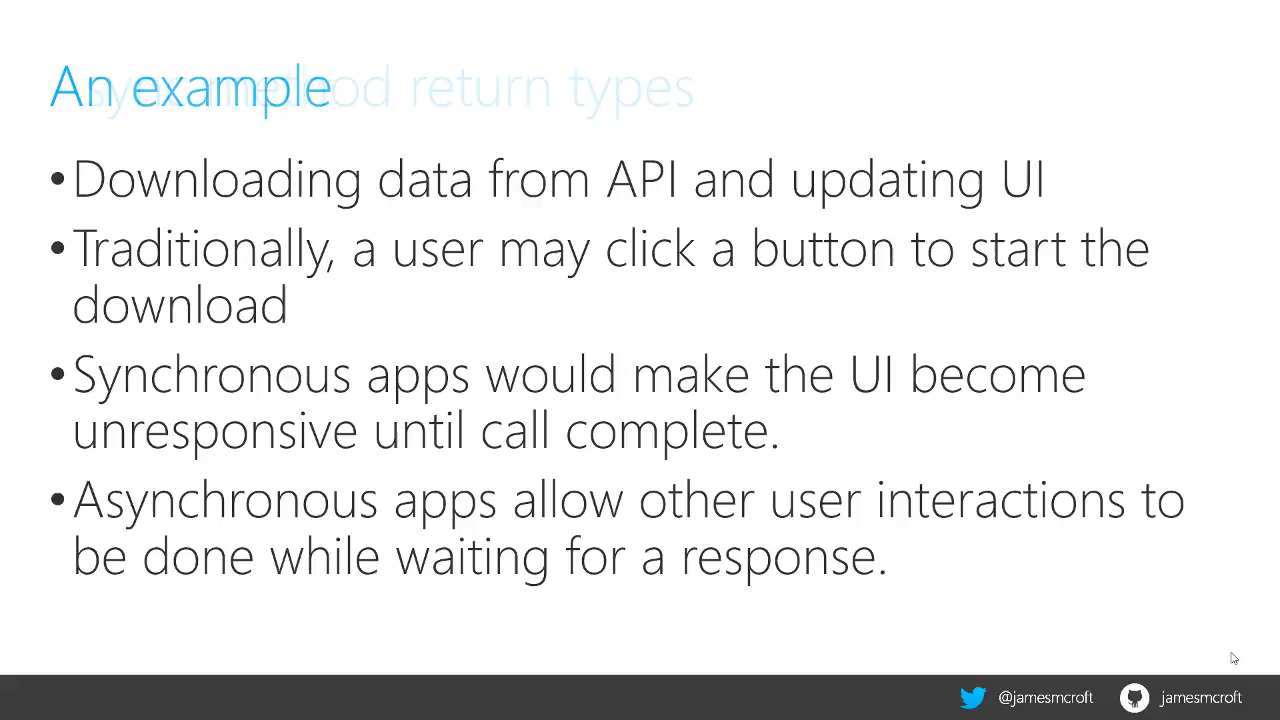 An example
sync method return types
•Downloading data from API and updating UI
•Traditionally, a user may click a button to start the
download
•Synchronous apps would make the UI become
unresponsive until call complete.
•Asynchronous apps allow other user interactions to
be done while waiting for a response.
@jamesmcroft jamesmcroft